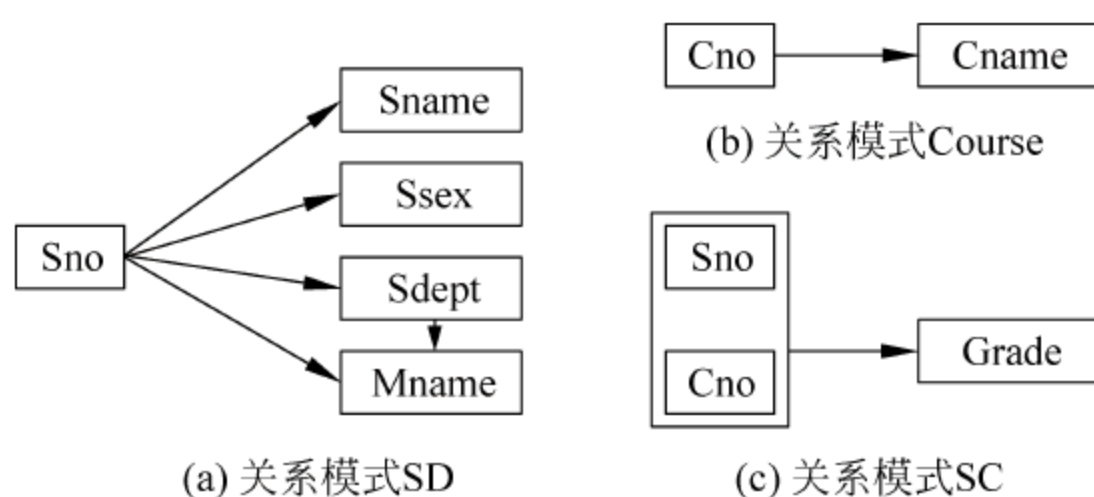 Sno
Sname
Ssex
Sdept
Mname
(a) 关系模式SD
Cno
Cname
(b) 关系模式Course
Sno
Cno
Grade
(c) 关系模式SC